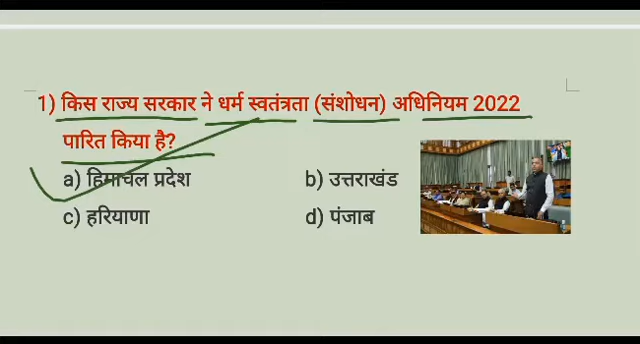 1) किस राज्य सरकार ने धर्म स्वतंत्रता (संशोधन) अधिनियम 2022
पारित किया है?
a) हिमाचल प्रदेश b) उत्तराखंड
c) हरियाणा d) पंजाब